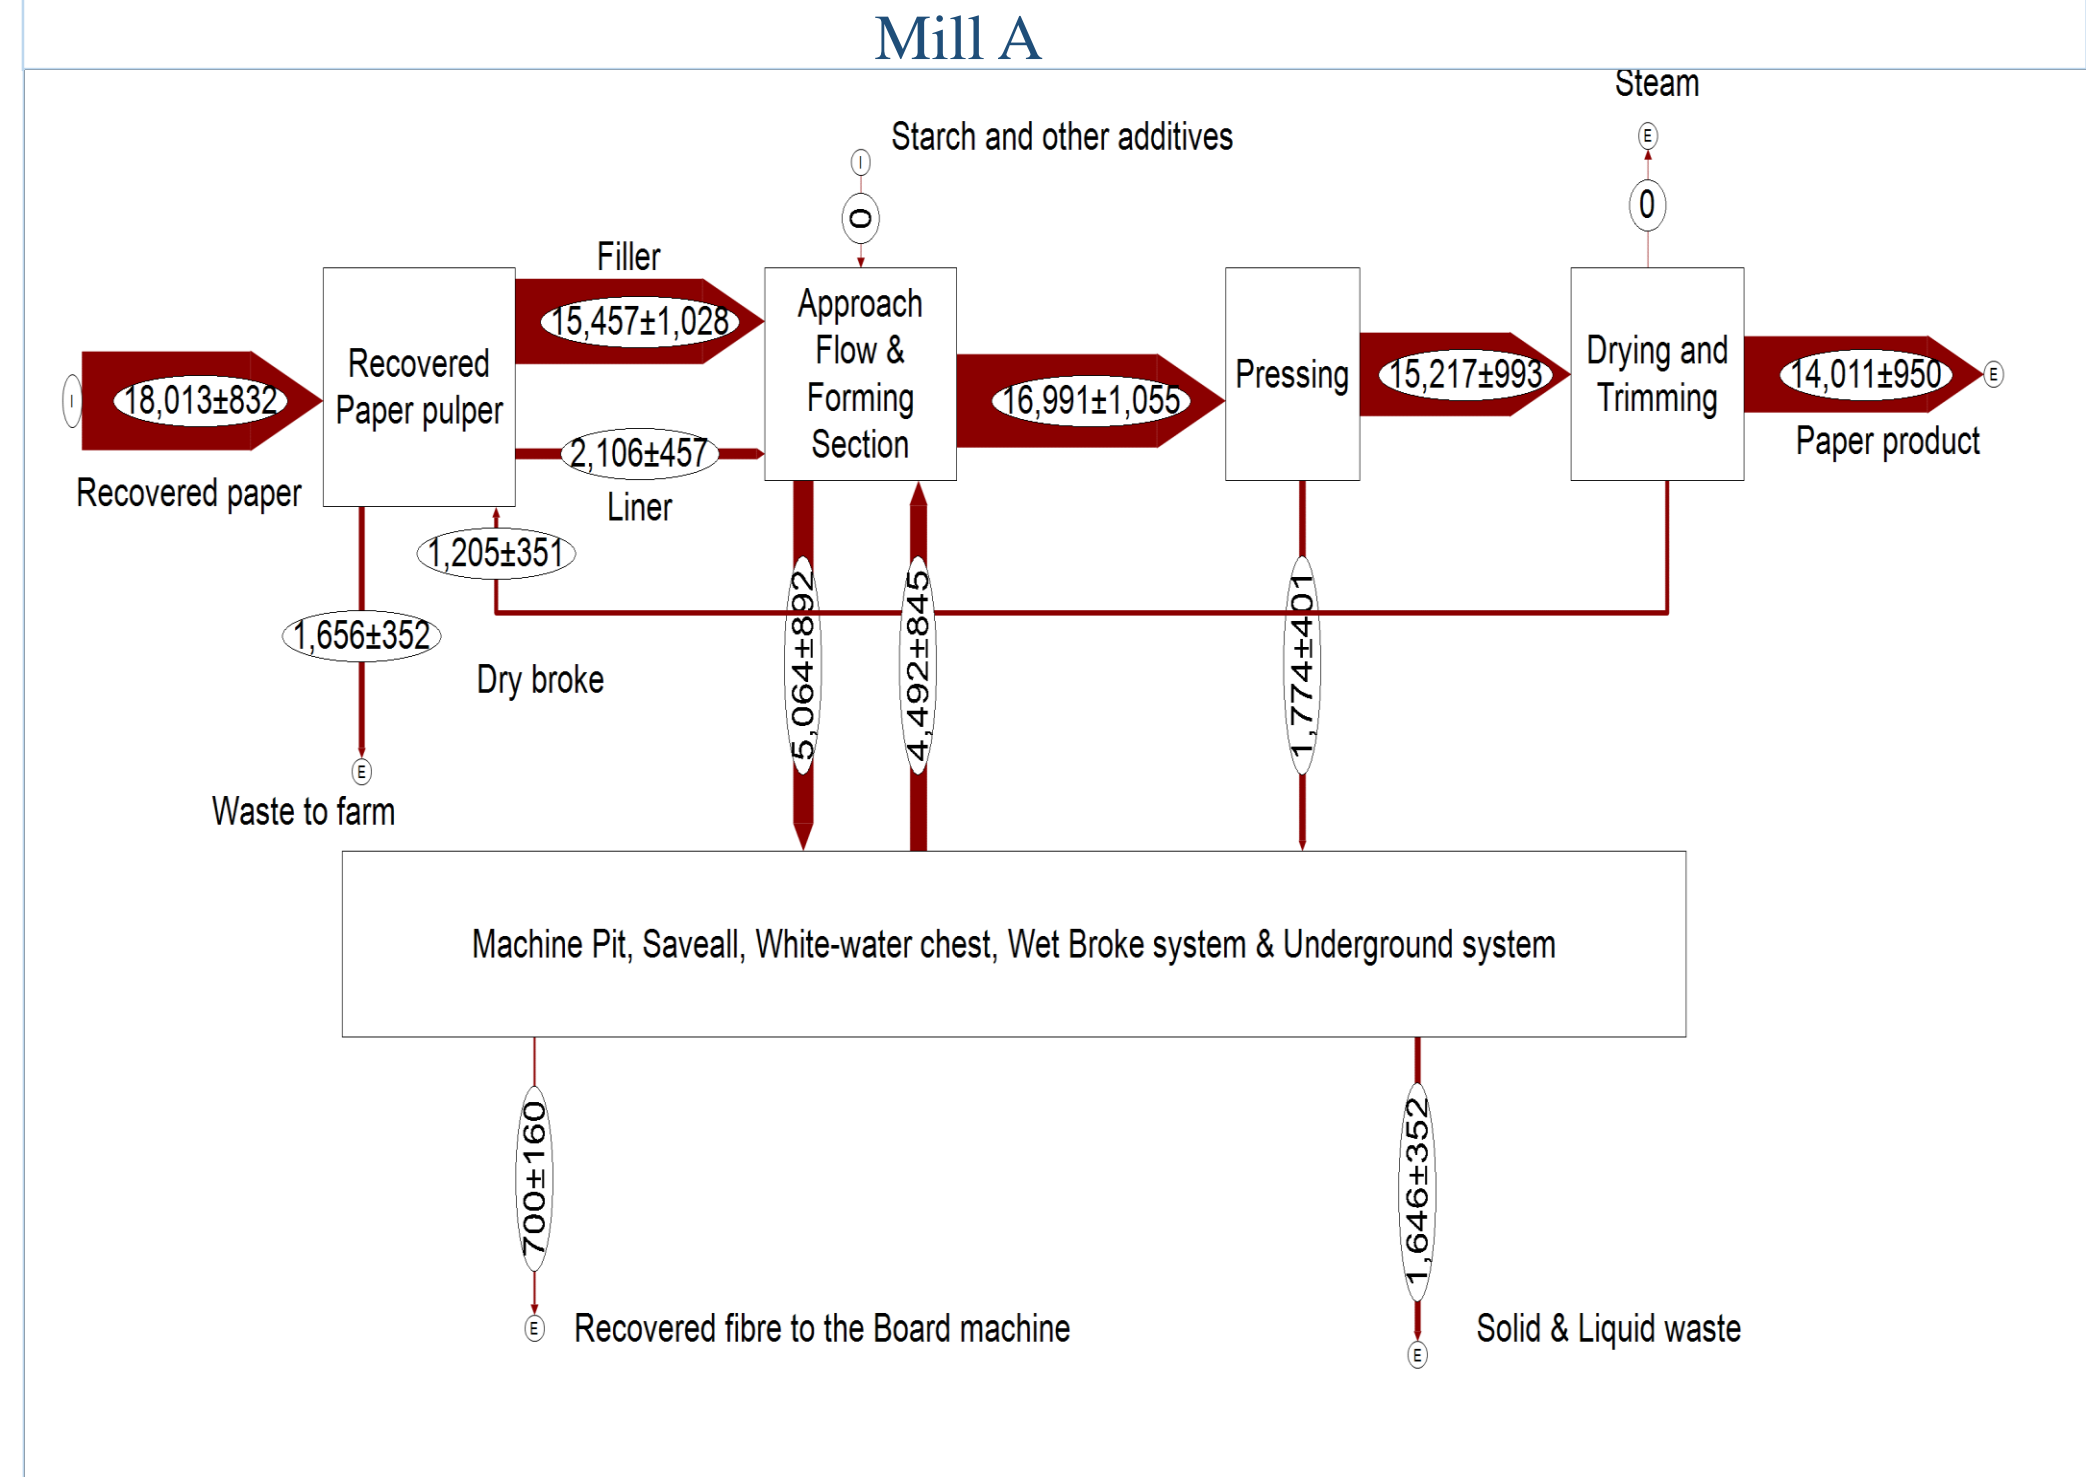 Mill A
Steam
E
Starch and other additives
I
0
0
Filler
15,457±1,028
Approach
Flow &
Forming
Section
Recovered
Paper pulper
Pressing
Drying and
Trimming
I
18,013±832
16,991±1,055
15,217±993
14,011±950
E
Paper product
2,106±457
Recovered paper
Liner
1,205±351
1,656±352
5,064±892
4,492±845
1,774±401
Dry broke
E
Waste to farm
Machine Pit, Saveall, White-water chest, Wet Broke system & Underground system
700±160
1,646±352
E
Recovered fibre to the Board machine
Solid & Liquid waste
E